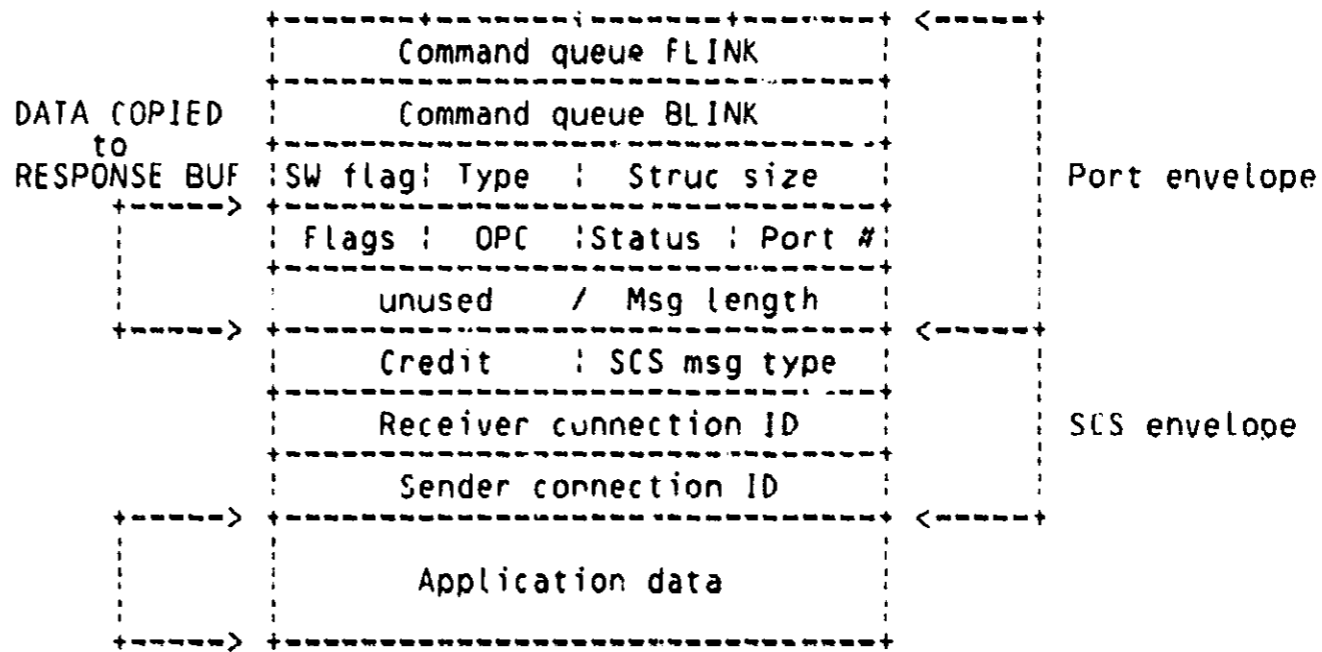 Command queue FLINK
Command queue BLINK
DATA COPIED
to
RESPONSE BUF
SW flag Type Struc size
Port envelope
Flags OPC Status Port #
unused / Msg length
Credit SCS msg type
Receiver connection ID
SCS envelope
Sender connection ID
Application data